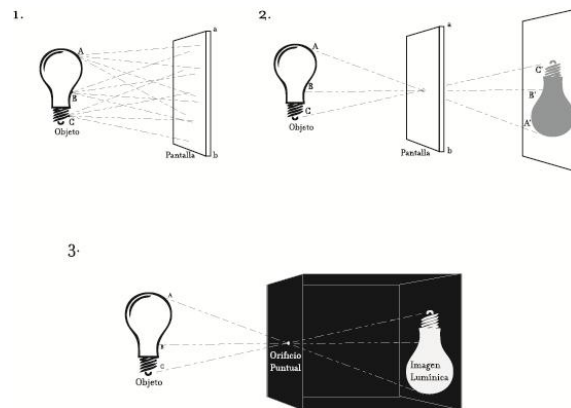 1.
a
A
B
C
Objeto
Pantalla
b
2.
a
A
B
C
Objeto
Pantalla
b
C'
B'
A'
3.
A
B
C
Objeto
Orificio
Puntual
Imagen
Lumínica